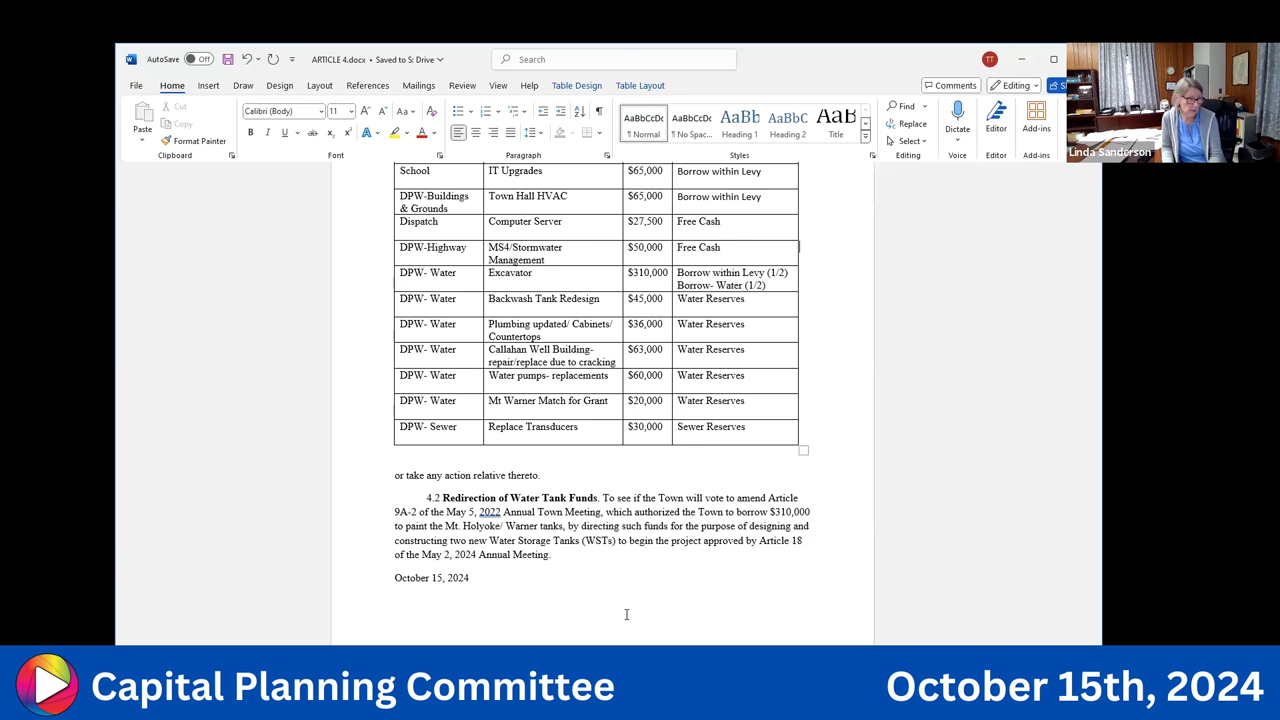 AutoSave Off ARTICLE 4.docx • Saved to S: Drive Search TT
File Home Insert Draw Design Layout References Mailings Review View Help Table Design Table Layout Comments Editing
Paste Cut Copy Format Painter
Calibri (Body) 11
AaBbCcDc ¶ Normal AaBbCcDc ¶ No Spac... AaBb Heading 1 AaBbC Heading 2 AaB Title
Find Replace Select Dictate Editor Add-ins
Clipboard Font Paragraph Styles Editing Voice Editor Add-ins
Linda Sanderson
School IT Upgrades $65,000 Borrow within Levy
DPW-Buildings Town Hall HVAC $65,000 Borrow within Levy
& Grounds
Dispatch Computer Server $27,500 Free Cash
DPW-Highway MS4/Stormwater $50,000 Free Cash
Management
DPW- Water Excavator $310,000 Borrow within Levy (1/2)
Borrow- Water (1/2)
DPW- Water Backwash Tank Redesign $45,000 Water Reserves
DPW- Water Plumbing updated/ Cabinets/ $36,000 Water Reserves
Countertops
DPW- Water Callahan Well Building- $63,000 Water Reserves
repair/replace due to cracking
DPW- Water Water pumps- replacements $60,000 Water Reserves
DPW- Water Mt Warner Match for Grant $20,000 Water Reserves
DPW- Sewer Replace Transducers $30,000 Sewer Reserves
or take any action relative thereto.
4.2 Redirection of Water Tank Funds. To see if the Town will vote to amend Article
9A-2 of the May 5, 2022 Annual Town Meeting, which authorized the Town to borrow $310,000
to paint the Mt. Holyoke/ Warner tanks, by directing such funds for the purpose of designing and
constructing two new Water Storage Tanks (WSTs) to begin the project approved by Article 18
of the May 2, 2024 Annual Meeting.
October 15, 2024
Capital Planning Committee October 15th, 2024